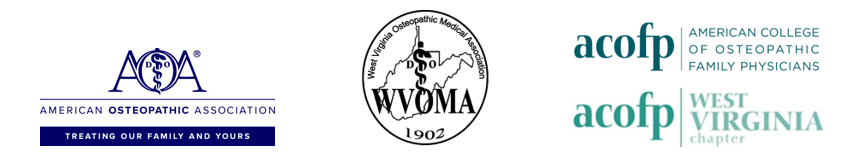 AOA®
D O
AMERICAN OSTEOPATHIC ASSOCIATION
TREATING OUR FAMILY AND YOURS
West Virginia Osteopathic Medical Association
D O
WVOMA
1902
acofp
AMERICAN COLLEGE
OF OSTEOPATHIC
FAMILY PHYSICIANS
acofp
WEST
VIRGINIA
chapter